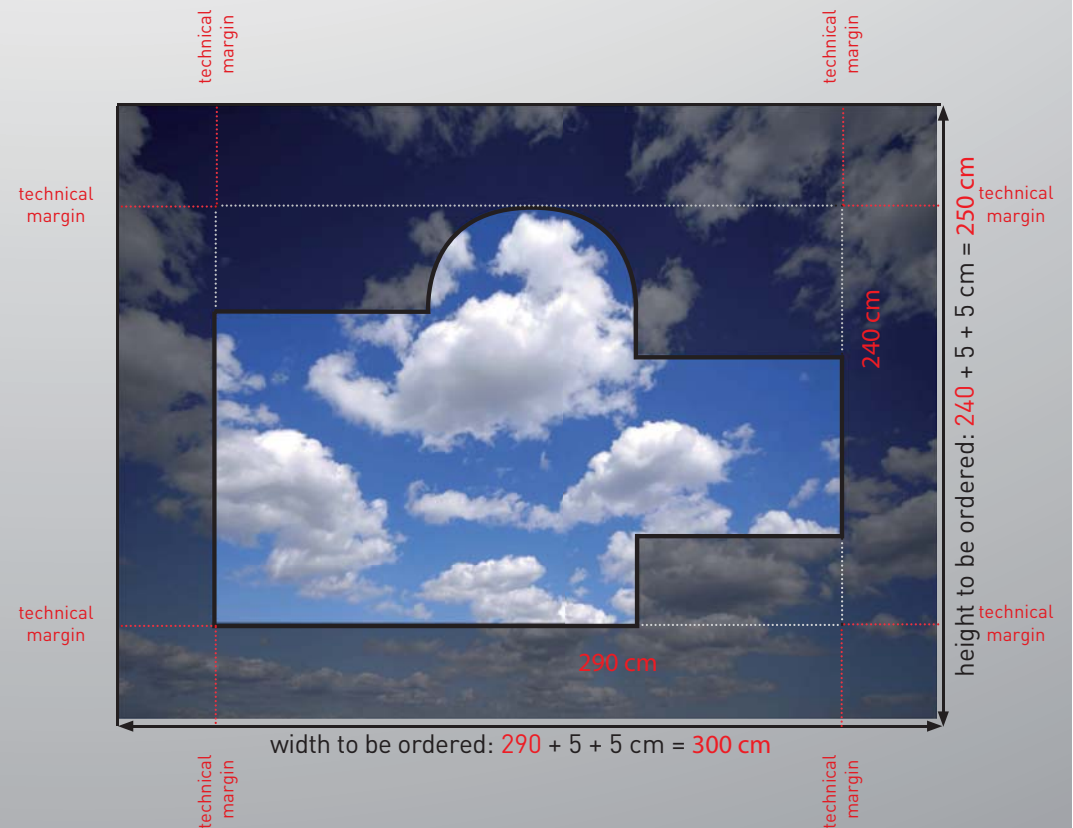 technical
margin
technical
margin
technical
margin
technical
margin
240 cm
height to be ordered: 240 + 5 + 5 cm = 250 cm
technical
margin
technical
margin
290 cm
width to be ordered: 290 + 5 + 5 cm = 300 cm
technical
margin
technical
margin